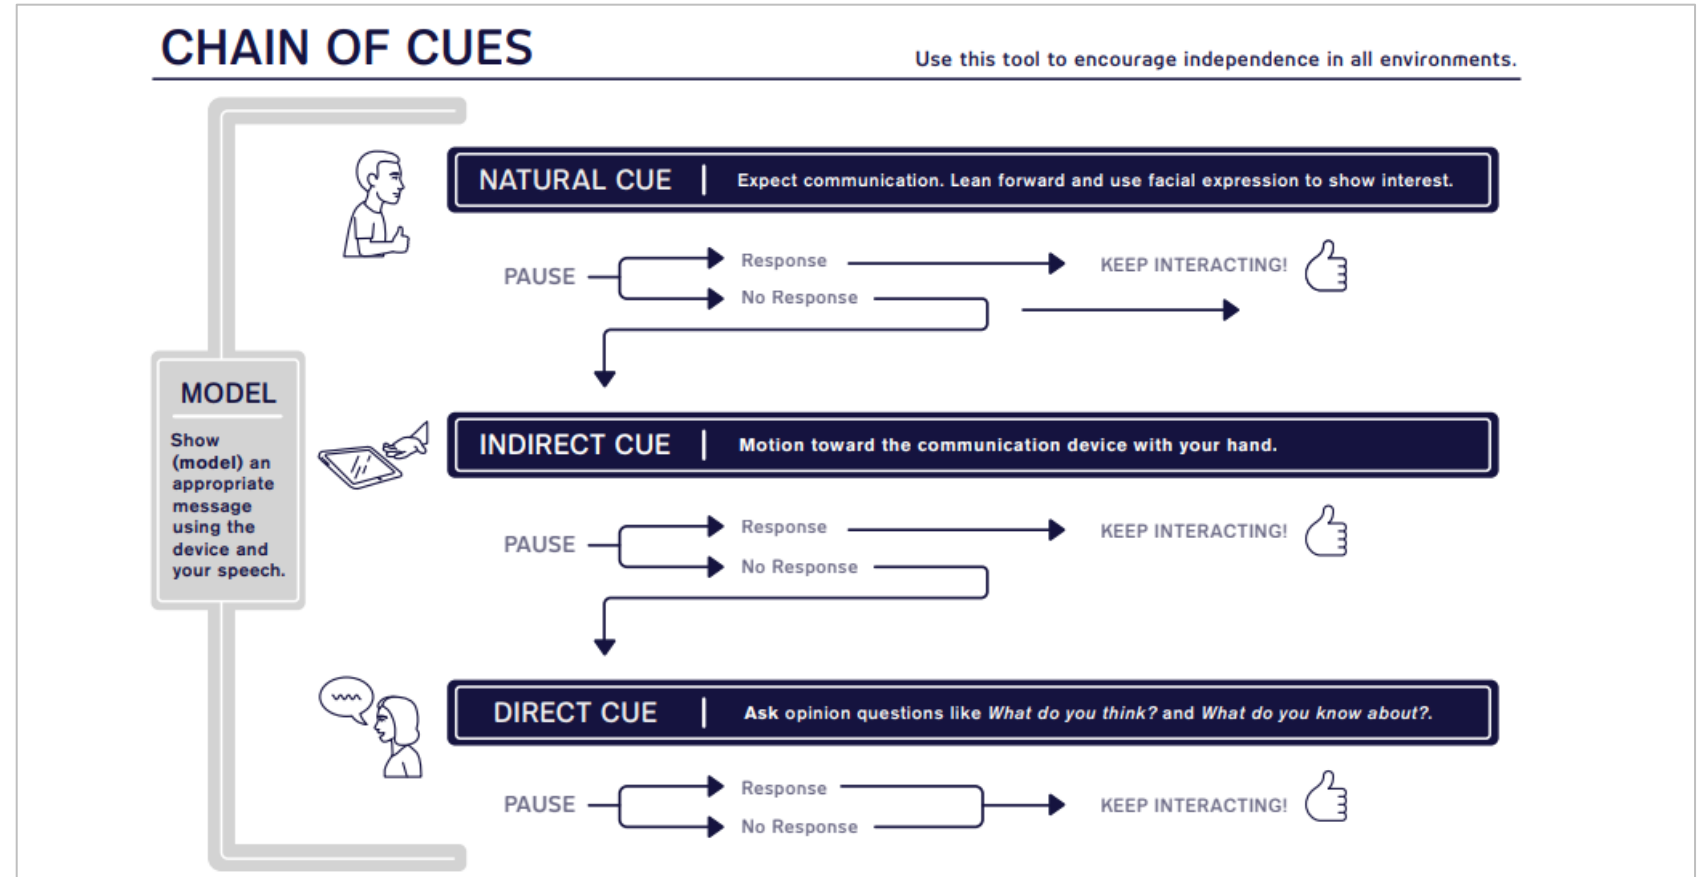 CHAIN OF CUES
Use this tool to encourage independence in all environments.
NATURAL CUE | Expect communication. Lean forward and use facial expression to show interest.
PAUSE
Response
KEEP INTERACTING!
No Response
MODEL
Show
(model) an
appropriate
message
using the
device and
your speech.
INDIRECT CUE | Motion toward the communication device with your hand.
PAUSE
Response
KEEP INTERACTING!
No Response
DIRECT CUE | Ask opinion questions like What do you think? and What do you know about?.
PAUSE
Response
No Response
KEEP INTERACTING!